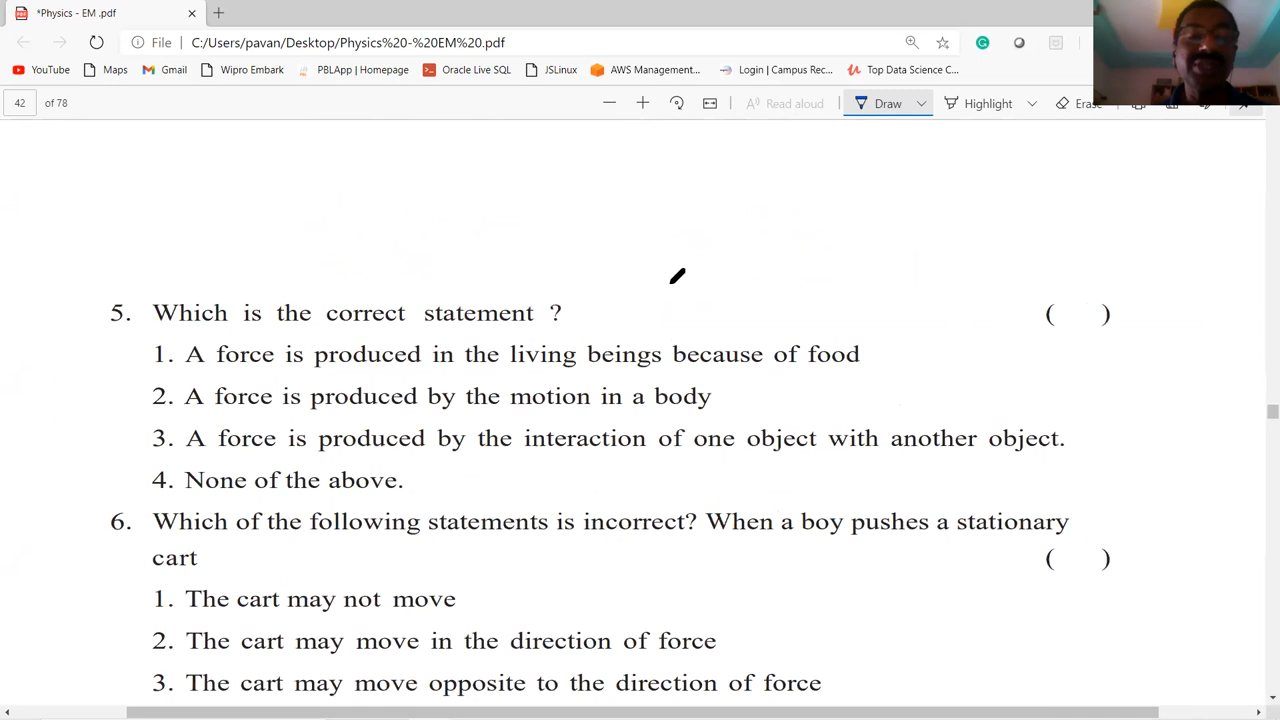 *Physics - EM .pdf
File C:/Users/pavan/Desktop/Physics%20-%20EM%20.pdf
YouTube Maps Gmail Wipro Embark PBLApp | Homepage Oracle Live SQL JSLinux AWS Management... Login | Campus Rec... Top Data Science C...
42 of 78 Read aloud Draw Highlight Erase
5. Which is the correct statement ? ( )
1. A force is produced in the living beings because of food
2. A force is produced by the motion in a body
3. A force is produced by the interaction of one object with another object.
4. None of the above.
6. Which of the following statements is incorrect? When a boy pushes a stationary
cart ( )
1. The cart may not move
2. The cart may move in the direction of force
3. The cart may move opposite to the direction of force